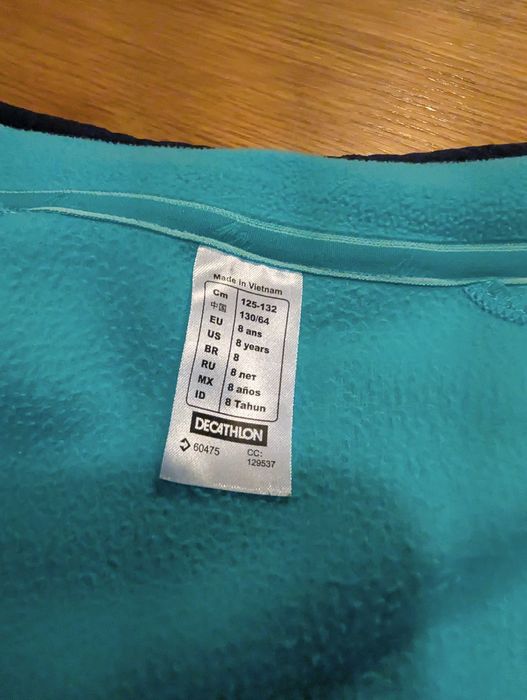 Made in Vietnam
Cm 125-132
中国 130/64
EU 8 ans
US 8 years
BR 8
RU 8 лет
MX 8 años
ID 8 Tahun
DECATHLON
60475 CC:
129537